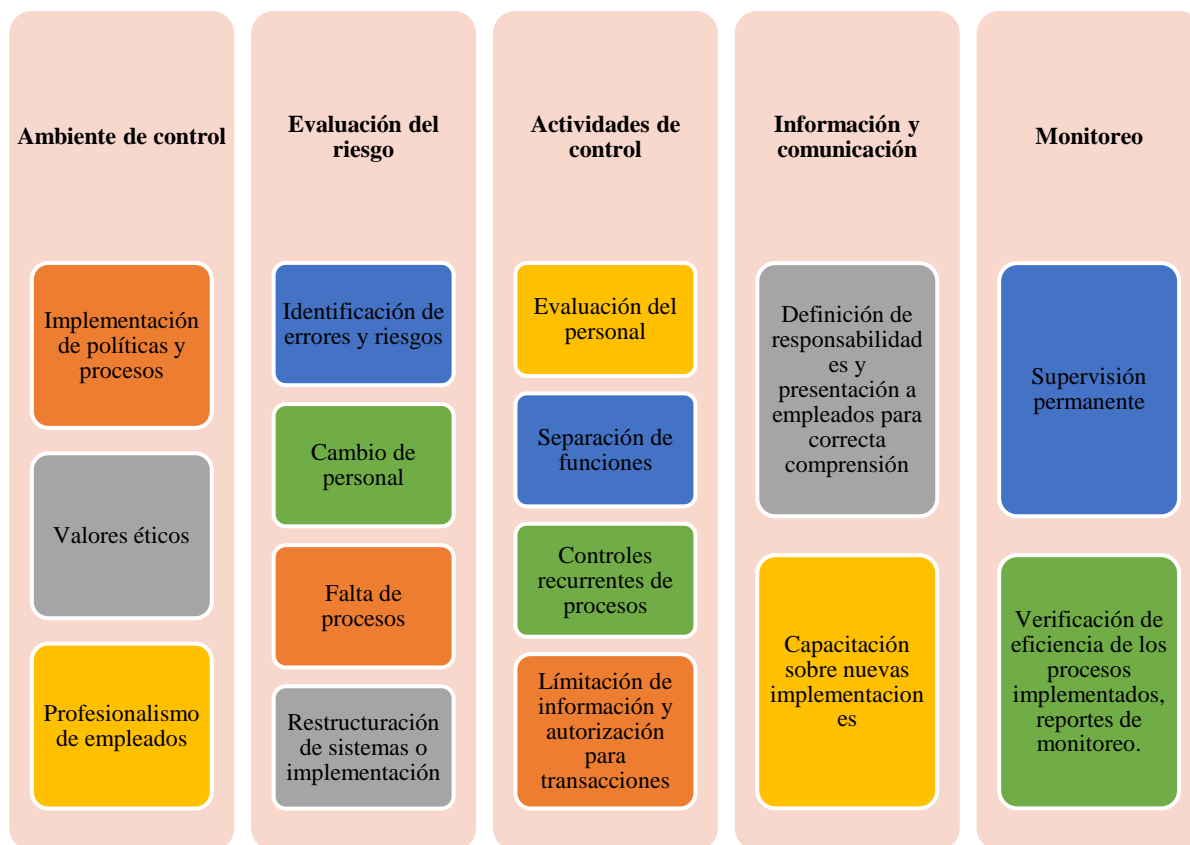 Ambiente de control
Implementación
de políticas y
procesos
Valores éticos
Profesionalismo
de empleados
Evaluación del
riesgo
Identificación de
errores y riesgos
Cambio de
personal
Falta de
procesos
Restructuración
de sistemas o
implementación
Actividades de
control
Evaluación del
personal
Separación de
funciones
Controles
recurrentes de
procesos
Límitación de
información y
autorización
para
transacciones
Información y
comunicación
Definición de
responsabilidad
es y
presentación a
empleados para
correcta
comprensión
Capacitación
sobre nuevas
implementacion
es
Monitoreo
Supervisión
permanente
Verificación de
eficiencia de los
procesos
implementados,
reportes de
monitoreo.